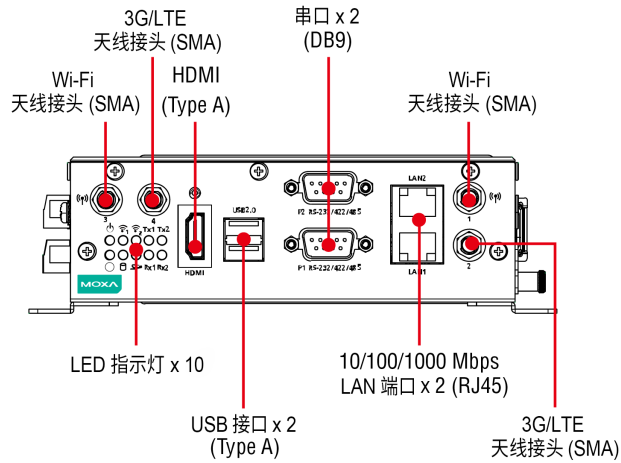 3G/LTE
天线接头 (SMA)
串口 x 2
(DB9)
Wi-Fi
天线接头 (SMA)
HDMI
(Type A)
Wi-Fi
天线接头 (SMA)
LAN2
3
4
USB2.0
P2 RS-232/422/485
1
Tx1 Tx2
HDMI
P1 RS-232/422/485
LAN1
2
Rx1 Rx2
MOXA
LED 指示灯 x 10
10/100/1000 Mbps
LAN 端口 x 2 (RJ45)
USB 接口 x 2
(Type A)
3G/LTE
天线接头 (SMA)